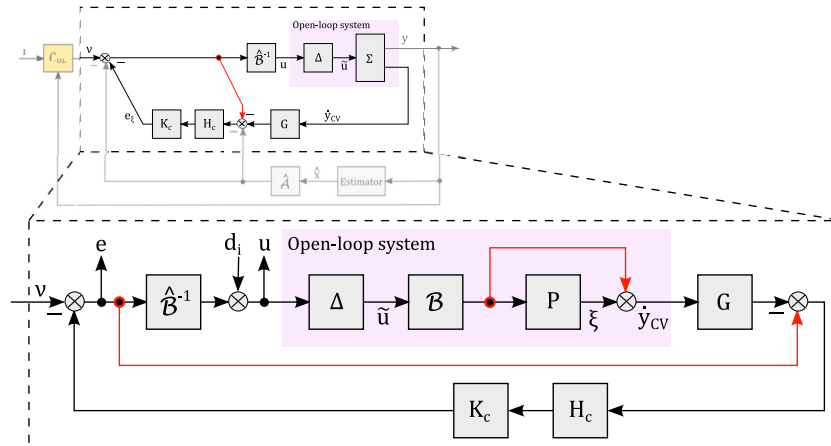 Open-loop system
ι
C_OL
ν
−
−
B̂⁻¹
u
Δ
ũ
Σ
y
e_ξ
K_c
H_c
−
−
G
ẏ_CV
Â
x̂
Estimator
e
d_i
u
Open-loop system
ν
−
B̂⁻¹
Δ
ũ
B
P
ξ
ẏ_CV
G
−
K_c
H_c